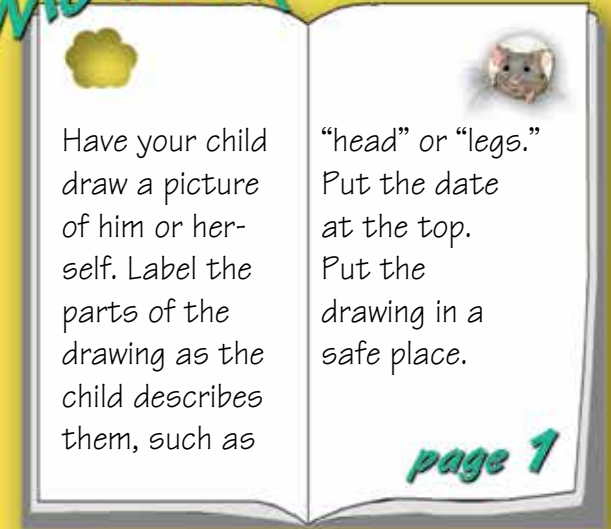 Have your child
draw a picture
of him or her-
self. Label the
parts of the
drawing as the
child describes
them, such as
“head” or “legs.”
Put the date
at the top.
Put the
drawing in a
safe place.
page 1